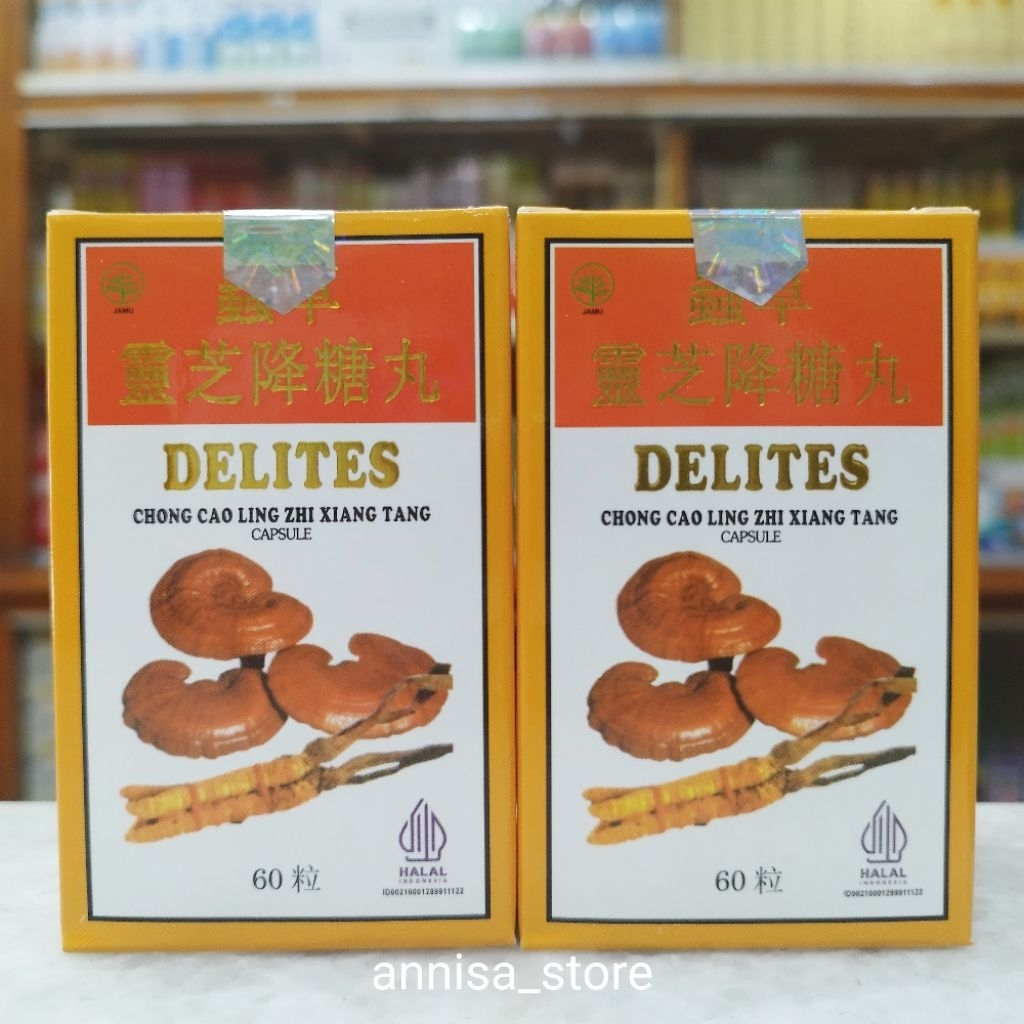 JAMU
蟲草
靈芝降糖丸
DELITES
CHONG CAO LING ZHI XIANG TANG
CAPSULE
60 粒
HALAL
INDONESIA
ID00210001289911122
JAMU
蟲草
靈芝降糖丸
DELITES
CHONG CAO LING ZHI XIANG TANG
CAPSULE
60 粒
HALAL
INDONESIA
ID00210001289911122
annisa_store